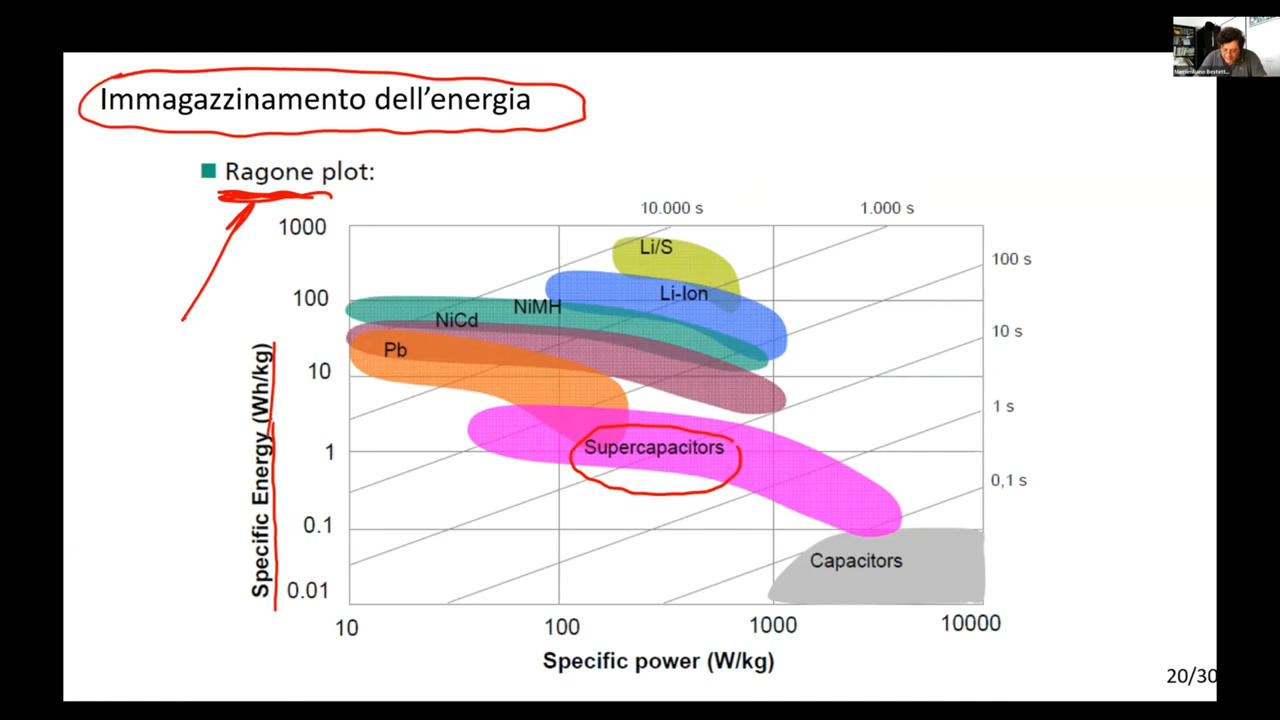 Immagazzinamento dell'energia
Ragone plot:
10.000 s
1.000 s
1000
Li/S
100 s
100
Li-Ion
NiMH
NiCd
10 s
Pb
10
1 s
Supercapacitors
1
0,1 s
0.1
Capacitors
0.01
Specific Energy (Wh/kg)
10
100
1000
10000
Specific power (W/kg)
20/30